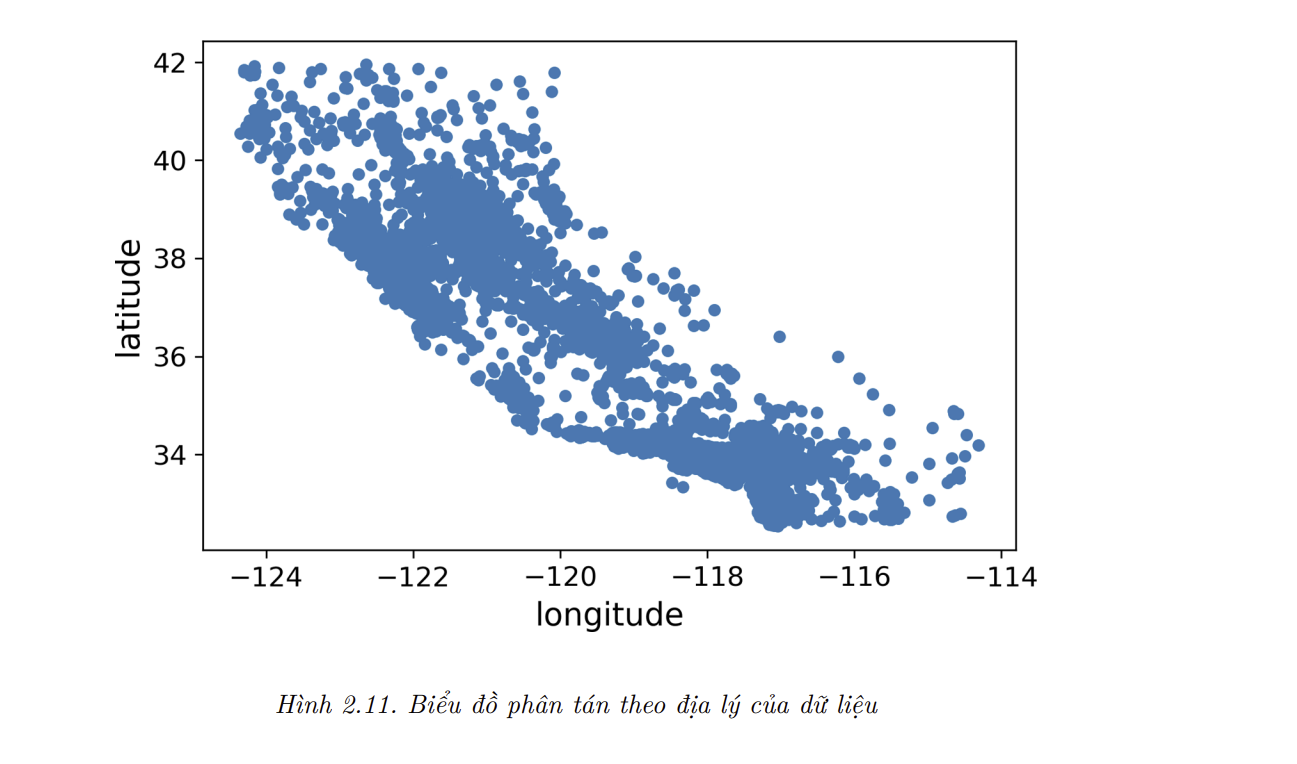 42
40
38
36
34
latitude
−124 −122 −120 −118 −116 −114
longitude
Hình 2.11. Biểu đồ phân tán theo địa lý của dữ liệu